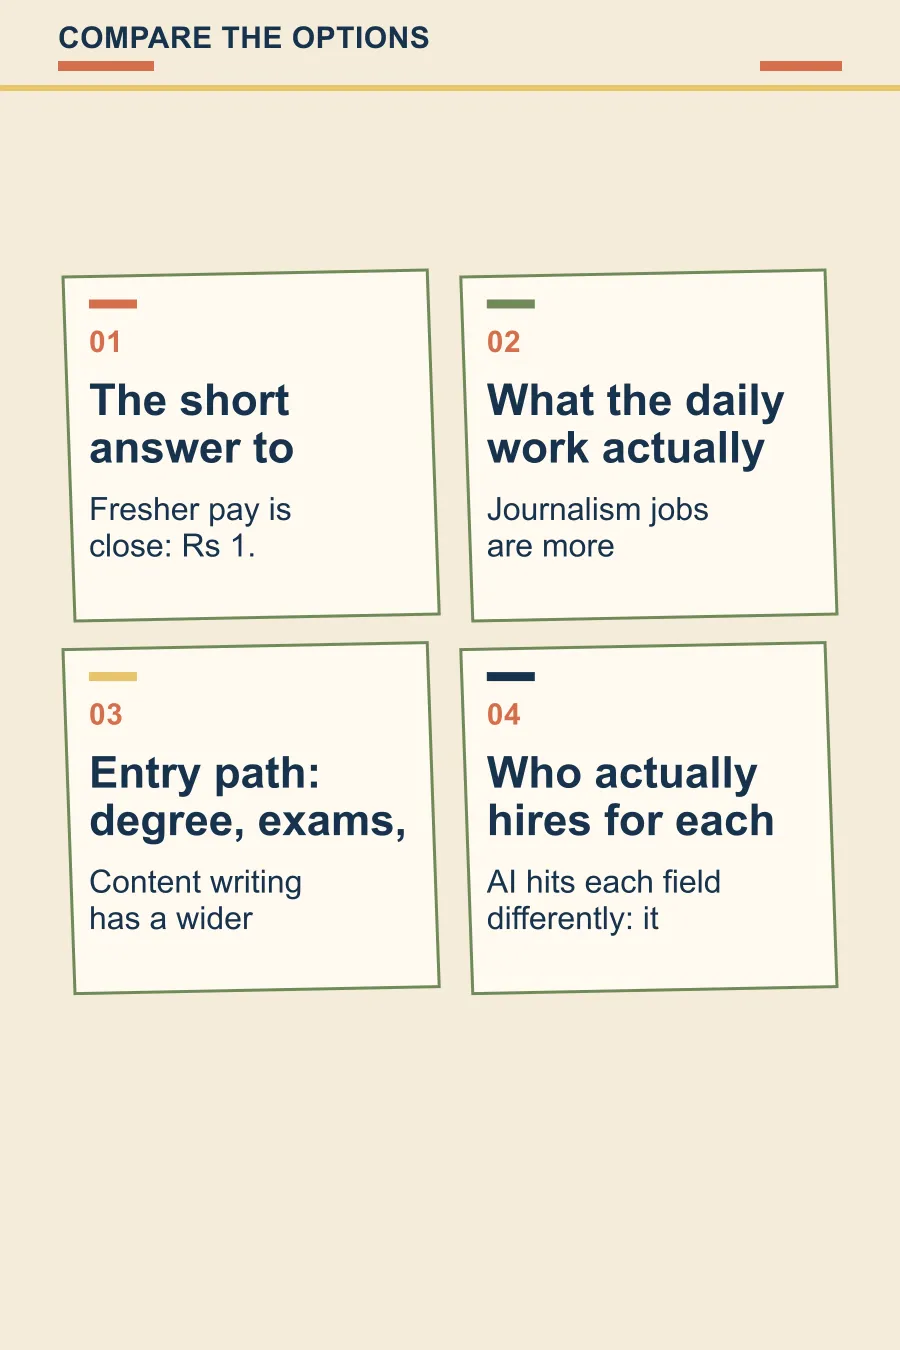 COMPARE THE OPTIONS
01
The short
answer to
Fresher pay is
close: Rs 1.
02
What the daily
work actually
Journalism jobs
are more
03
Entry path:
degree, exams,
Content writing
has a wider
04
Who actually
hires for each
AI hits each field
differently: it